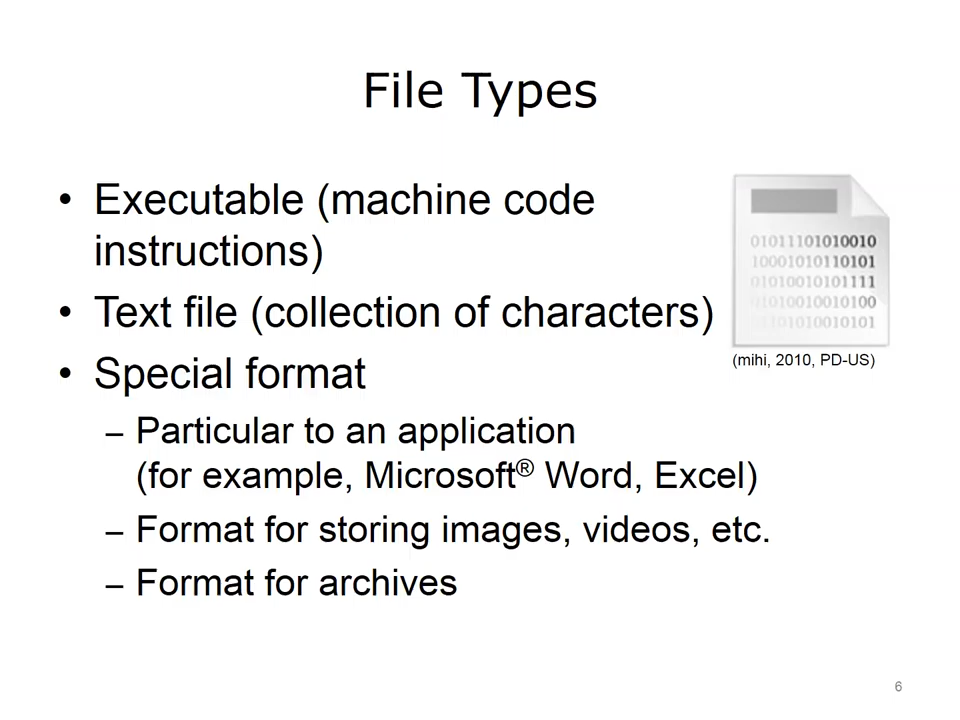 File Types
• Executable (machine code
instructions)
• Text file (collection of characters)
• Special format
– Particular to an application
(for example, Microsoft® Word, Excel)
– Format for storing images, videos, etc.
– Format for archives
01011101010010
10001010110101
01010010101111
01010010010100
(mihi, 2010, PD-US)
6